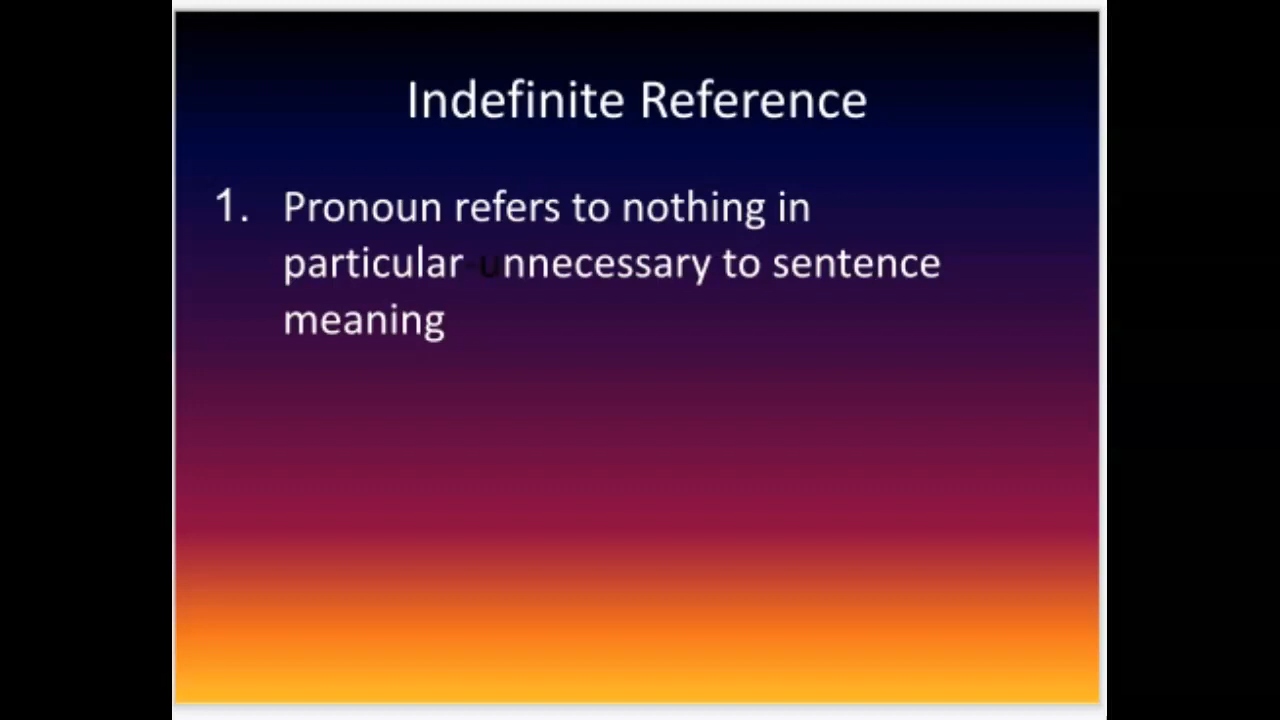 Indefinite Reference
1. Pronoun refers to nothing in
particular-unnecessary to sentence
meaning